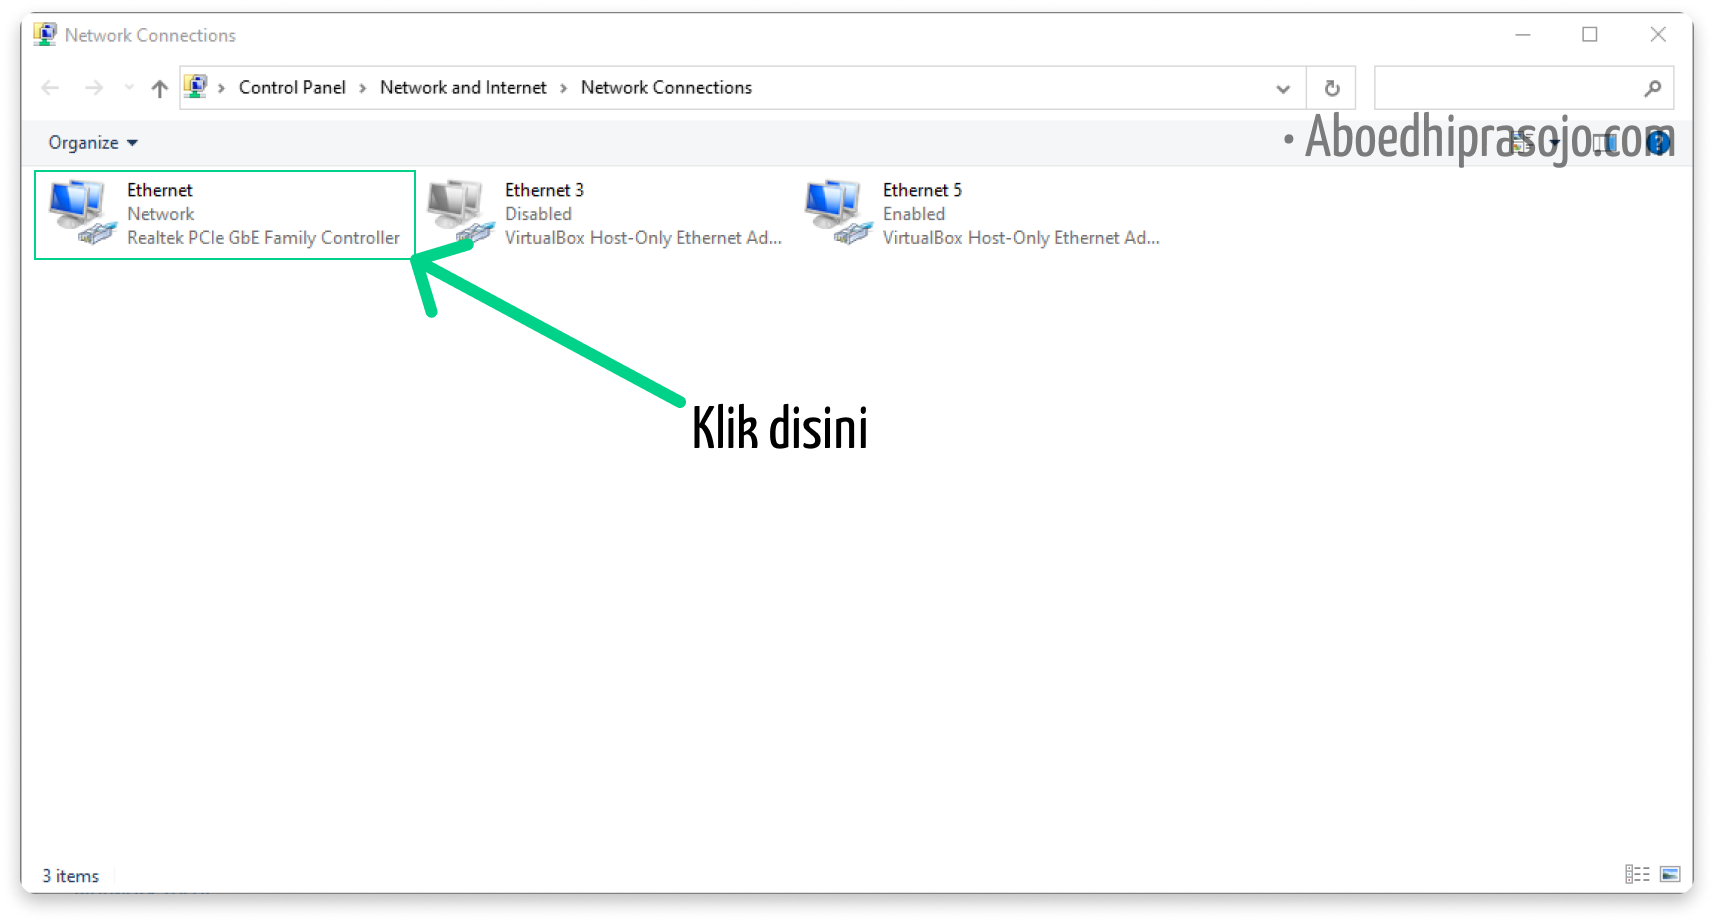 Network Connections
Control Panel > Network and Internet > Network Connections
Organize
• Aboedhiprasojo.com
Ethernet
Network
Realtek PCIe GbE Family Controller
Ethernet 3
Disabled
VirtualBox Host-Only Ethernet Ad...
Ethernet 5
Enabled
VirtualBox Host-Only Ethernet Ad...
Klik disini
3 items